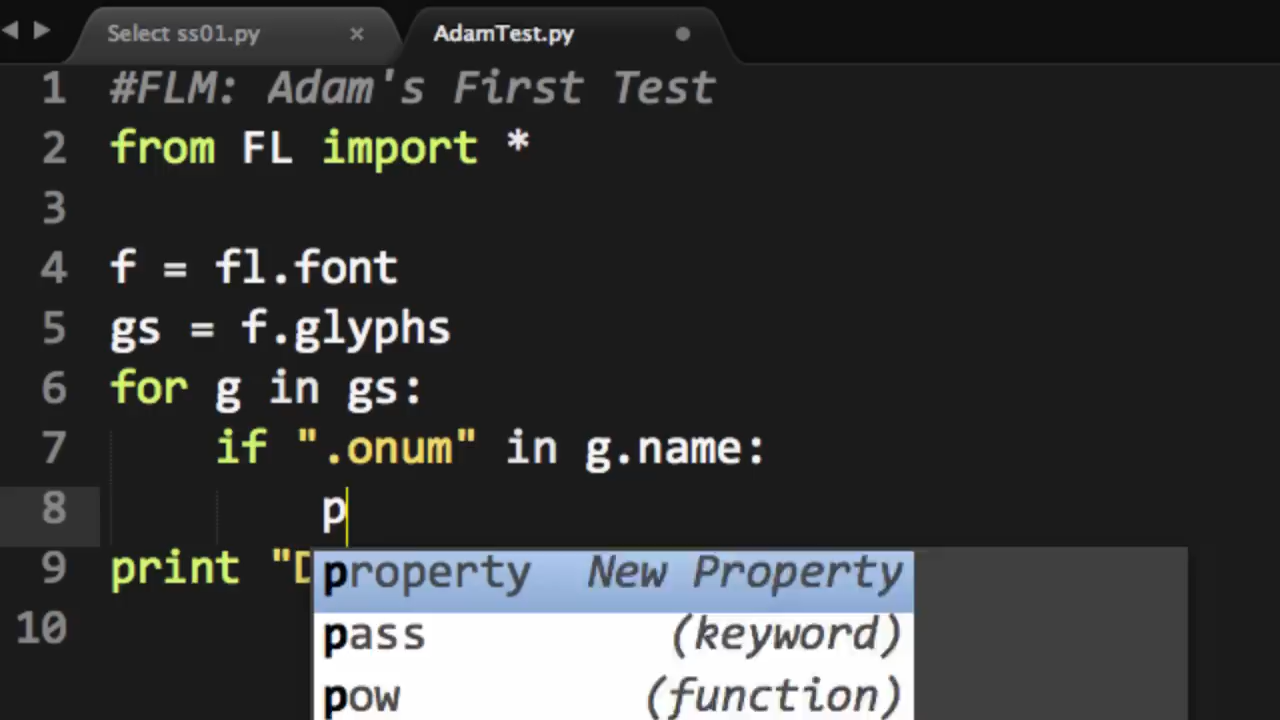 Select ss01.py × AdamTest.py
1 #FLM: Adam's First Test
2 from FL import *
3
4 f = fl.font
5 gs = f.glyphs
6 for g in gs:
7 if ".onum" in g.name:
8 p
9 print "D
property New Property
10
pass (keyword)
pow (function)